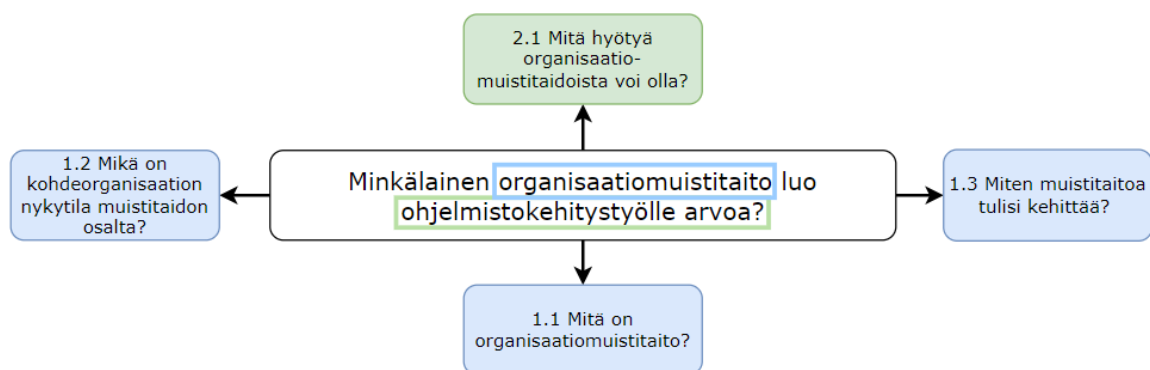 2.1 Mitä hyötyä
organisaatio-
muistitaidoista voi olla?
1.2 Mikä on
kohdeorganisaation
nykytila muistitaidon
osalta?
Minkälainen organisaatiomuistitaito luo
ohjelmistokehitystyölle arvoa?
1.3 Miten muistitaitoa
tulisi kehittää?
1.1 Mitä on
organisaatiomuistitaito?